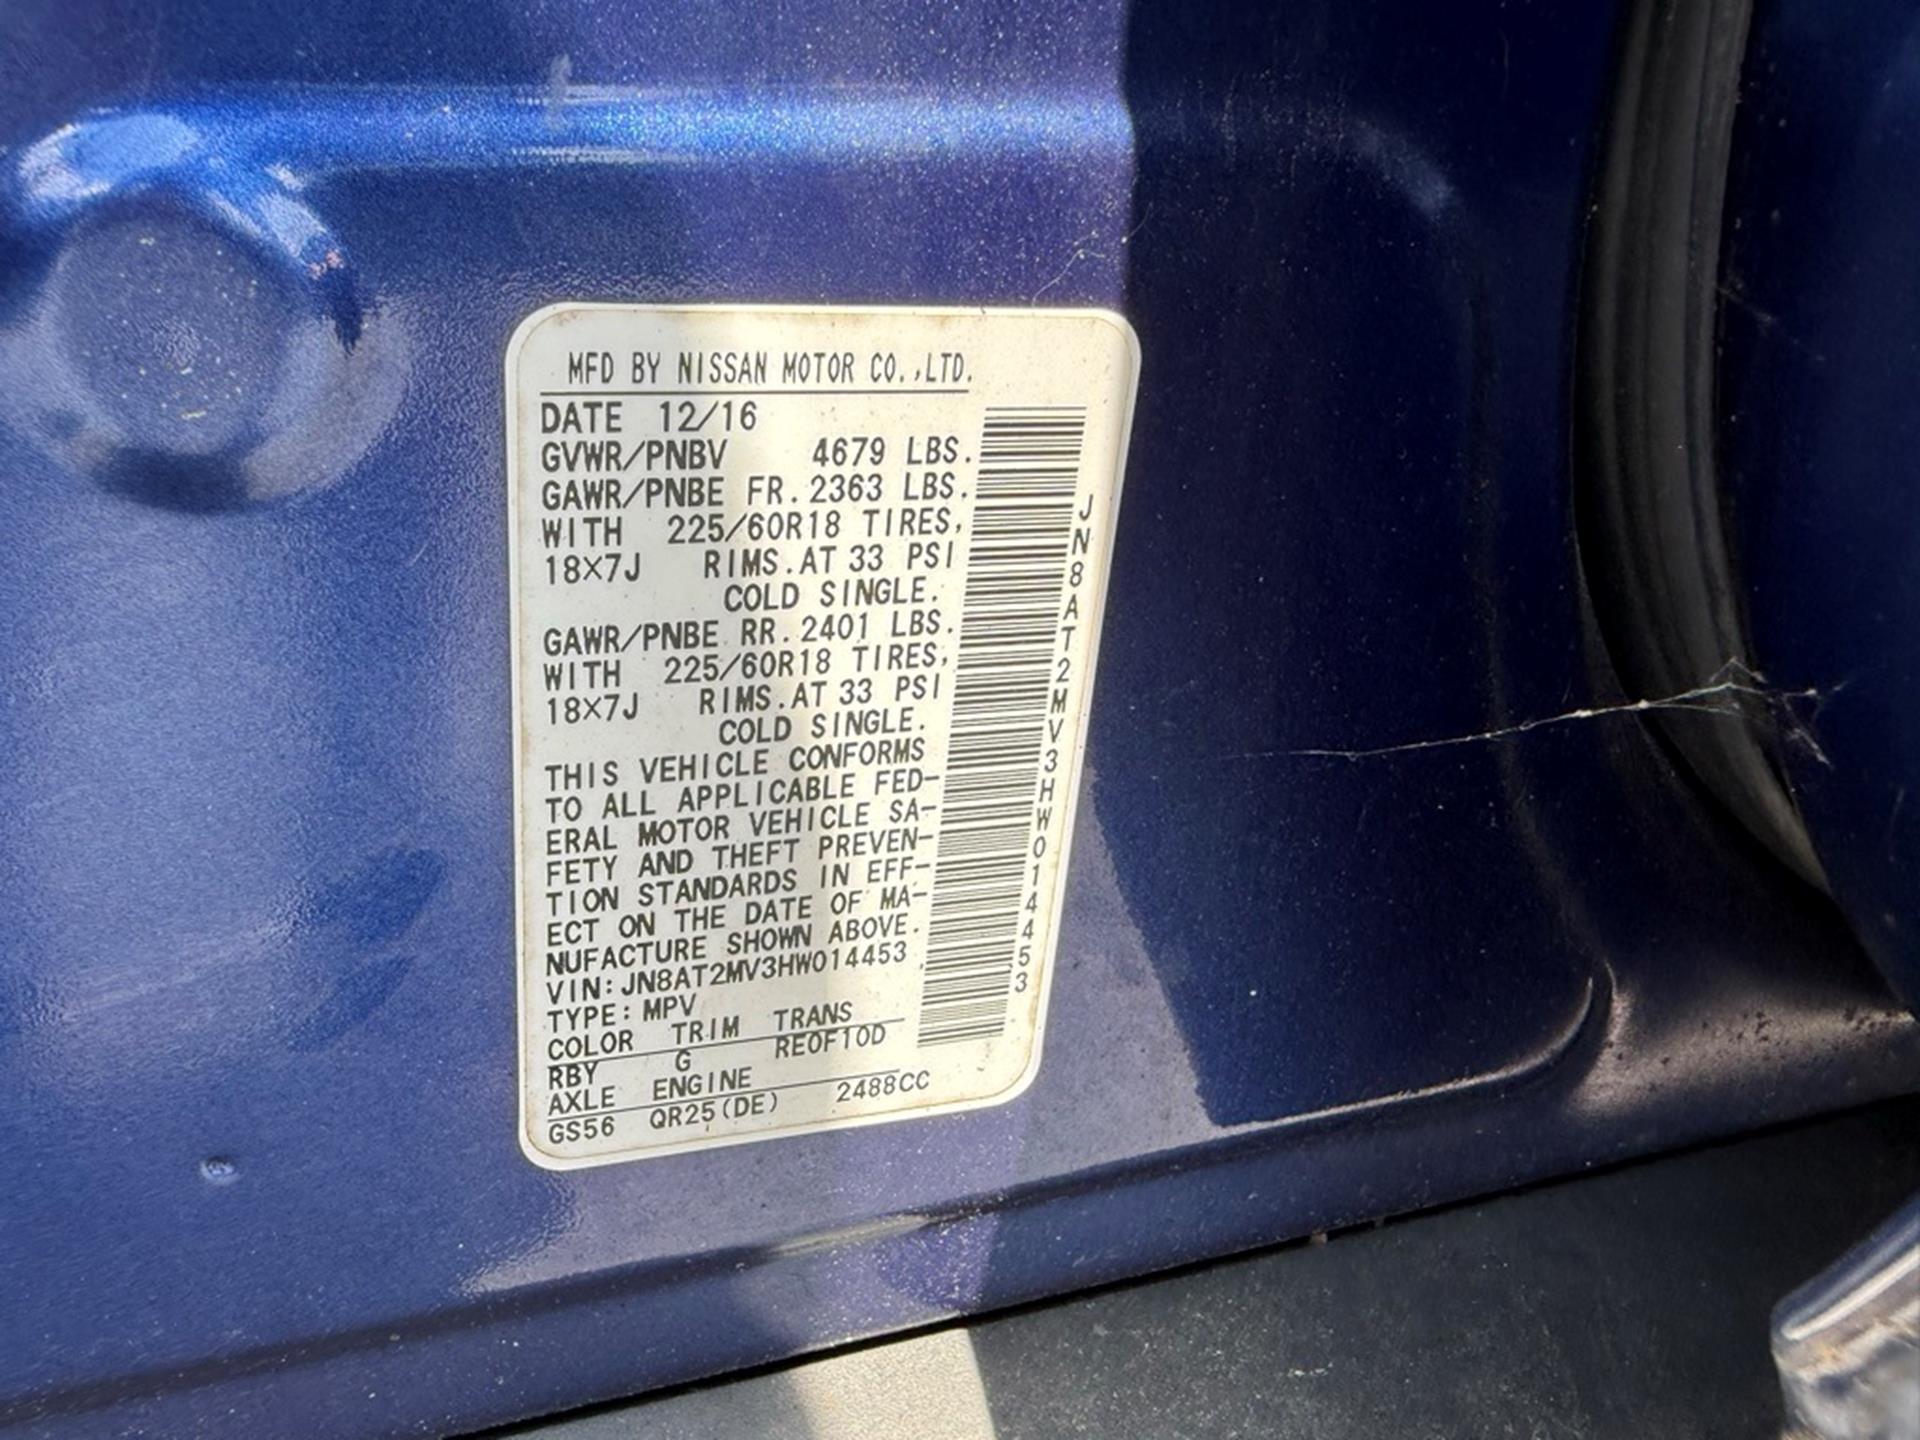 MFD BY NISSAN MOTOR CO.,LTD.
DATE 12/16
GVWR/PNBV 4679 LBS.
GAWR/PNBE FR. 2363 LBS.
WITH 225/60R18 TIRES,
18×7J RIMS. AT 33 PSI
COLD SINGLE.
GAWR/PNBE RR. 2401 LBS.
WITH 225/60R18 TIRES,
18×7J RIMS. AT 33 PSI
COLD SINGLE.
THIS VEHICLE CONFORMS
TO ALL APPLICABLE FED-
ERAL MOTOR VEHICLE SA-
FETY AND THEFT PREVEN-
TION STANDARDS IN EFF-
ECT ON THE DATE OF MA-
NUFACTURE SHOWN ABOVE.
VIN: JN8AT2MV3HW014453
TYPE: MPV
COLOR TRIM TRANS
RBY G RE0F10D
AXLE ENGINE
GS56 QR25(DE) 2488CC
JN8AT2MV3HW014453